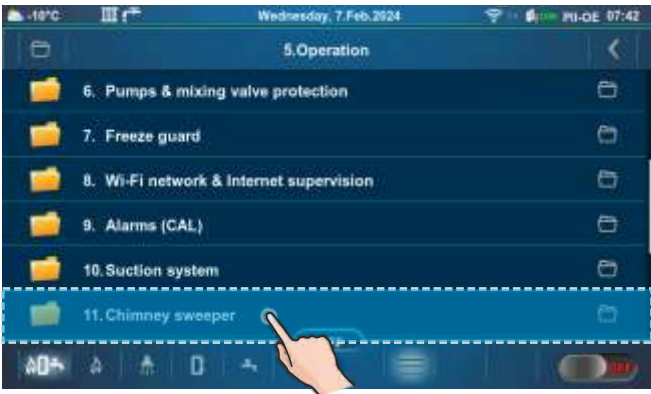 -10°C Wednesday, 7.Feb.2024 07:42
5.Operation
6. Pumps & mixing valve protection
7. Freeze guard
8. Wi-Fi network & Internet supervision
9. Alarms (CAL)
10. Suction system
11. Chimney sweeper
OFF